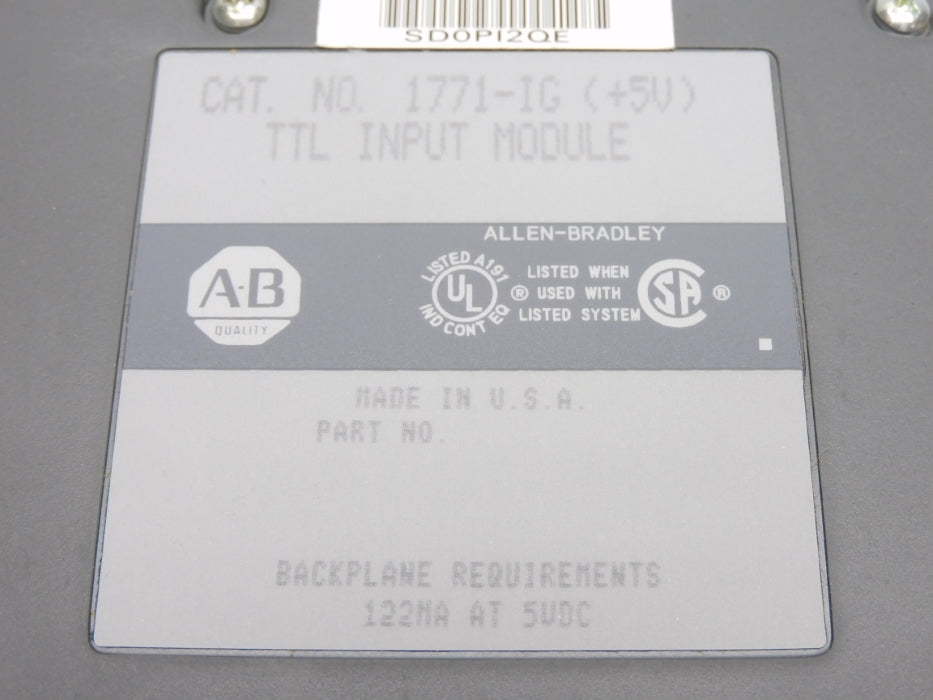 SD0PI2QE
CAT. NO. 1771-IG (+5V)
TTL INPUT MODULE
ALLEN-BRADLEY
A-B
QUALITY
LISTED A191
UL
IND CONT EQ
®
LISTED WHEN
USED WITH
LISTED SYSTEM
SA
®
MADE IN U.S.A.
PART NO.
BACKPLANE REQUIREMENTS
122MA AT 5VDC